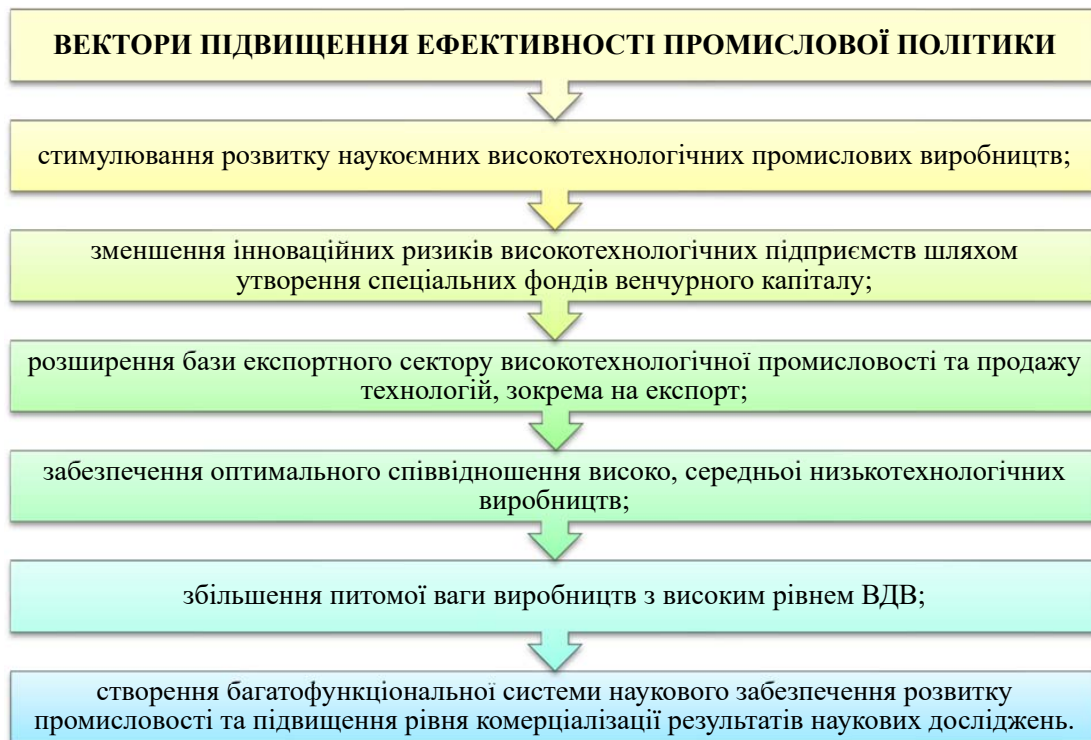 ВЕКТОРИ ПІДВИЩЕННЯ ЕФЕКТИВНОСТІ ПРОМИСЛОВОЇ ПОЛІТИКИ
стимулювання розвитку наукоємних високотехнологічних промислових виробництв;
зменшення інноваційних ризиків високотехнологічних підприємств шляхом
утворення спеціальних фондів венчурного капіталу;
розширення бази експортного сектору високотехнологічної промисловості та продажу
технологій, зокрема на експорт;
забезпечення оптимального співвідношення високо, середньоі низькотехнологічних
виробництв;
збільшення питомої ваги виробництв з високим рівнем ВДВ;
створення багатофункціональної системи наукового забезпечення розвитку
промисловості та підвищення рівня комерціалізації результатів наукових досліджень.